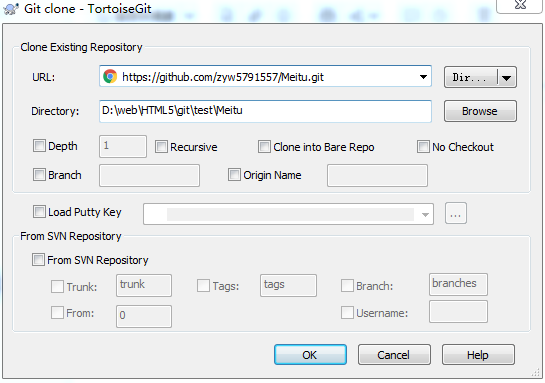 Git clone - TortoiseGit
Clone Existing Repository
URL: https://github.com/zyw5791557/Meitu.git Dir...
Directory: D:\web\HTML5\git\test\Meitu Browse
Depth 1 Recursive Clone into Bare Repo No Checkout
Branch Origin Name
Load Putty Key ...
From SVN Repository
From SVN Repository
Trunk: trunk Tags: tags Branch: branches
From: 0 Username:
OK Cancel Help